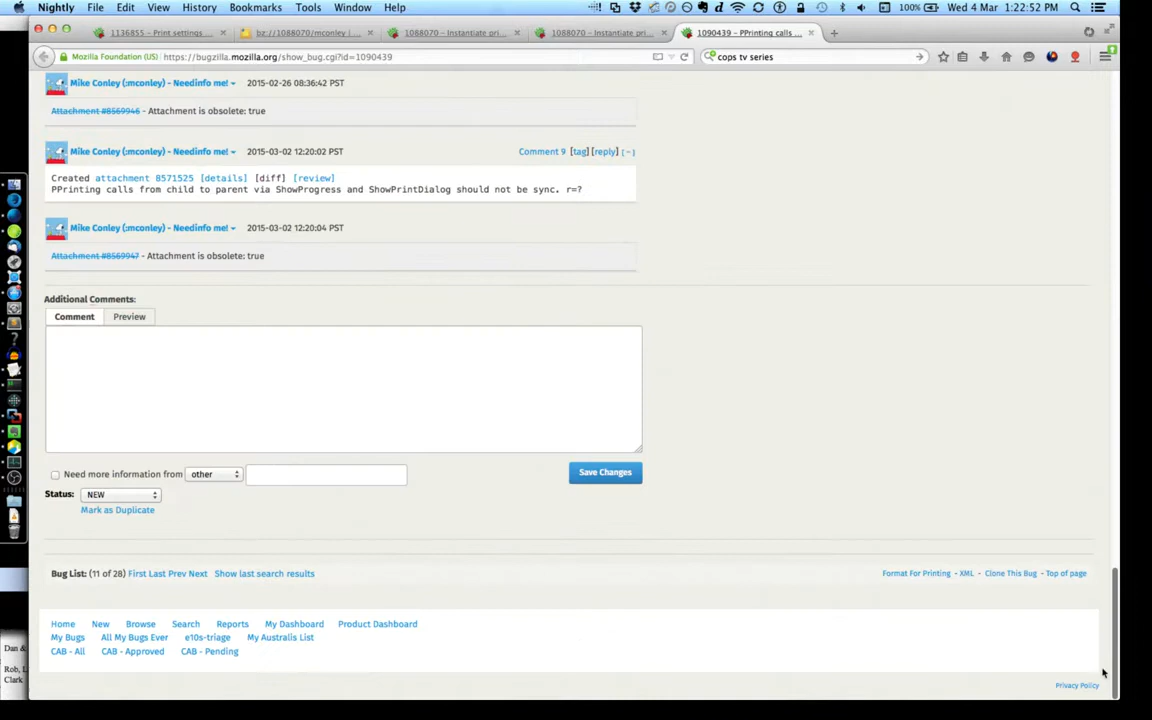 Nightly File Edit View History Bookmarks Tools Window Help 100% Wed 4 Mar 1:22:52 PM
1136855 - Print settings ... bz://1088070/mconley | ... 1088070 - Instantiate pri... 1088070 - Instantiate pri... 1090439 - PPrinting calls ...
Mozilla Foundation (US) https://bugzilla.mozilla.org/show_bug.cgi?id=1090439 cops tv series
Mike Conley (:mconley) - Needinfo me! 2015-02-26 08:36:42 PST
Attachment #8569946 - Attachment is obsolete: true
Mike Conley (:mconley) - Needinfo me! 2015-03-02 12:20:02 PST Comment 9 [tag] [reply] [-]
Created attachment 8571525 [details] [diff] [review]
PPrinting calls from child to parent via ShowProgress and ShowPrintDialog should not be sync. r=?
Mike Conley (:mconley) - Needinfo me! 2015-03-02 12:20:04 PST
Attachment #8569947 - Attachment is obsolete: true
Additional Comments:
Comment Preview
Need more information from other Save Changes
Status: NEW
Mark as Duplicate
Bug List: (11 of 28) First Last Prev Next Show last search results Format For Printing - XML - Clone This Bug - Top of page
Home New Browse Search Reports My Dashboard Product Dashboard
My Bugs All My Bugs Ever e10s-triage My Australis List
Dan &
CAB - All CAB - Approved CAB - Pending
Rob, L
Clark
Privacy Policy